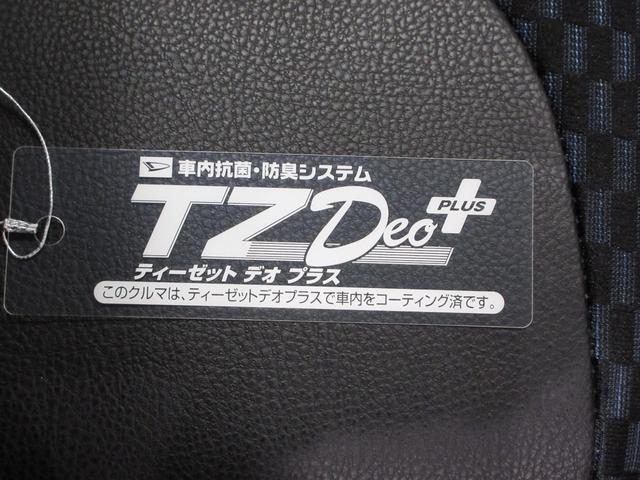 車内抗菌・防臭システム
TZDeo PLUS
ティーゼット デオ プラス
このクルマは、ティーゼットデオプラスで車内をコーティング済です。